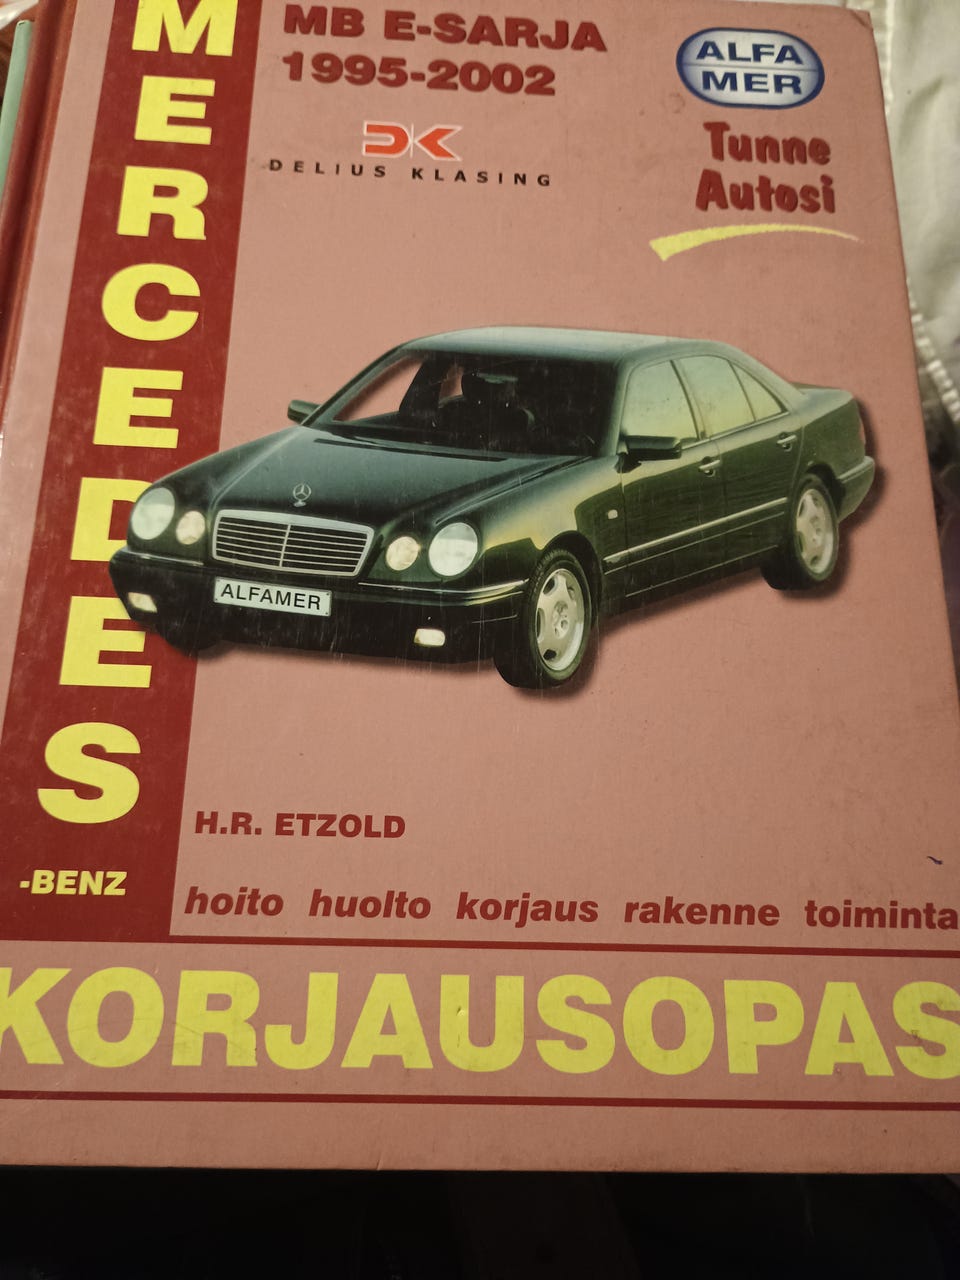 MERCEDES
-BENZ
MB E-SARJA
1995-2002
DELIUS KLASING
ALFA
MER
Tunne
Autosi
ALFAMER
H.R. ETZOLD
hoito huolto korjaus rakenne toiminta
KORJAUSOPAS